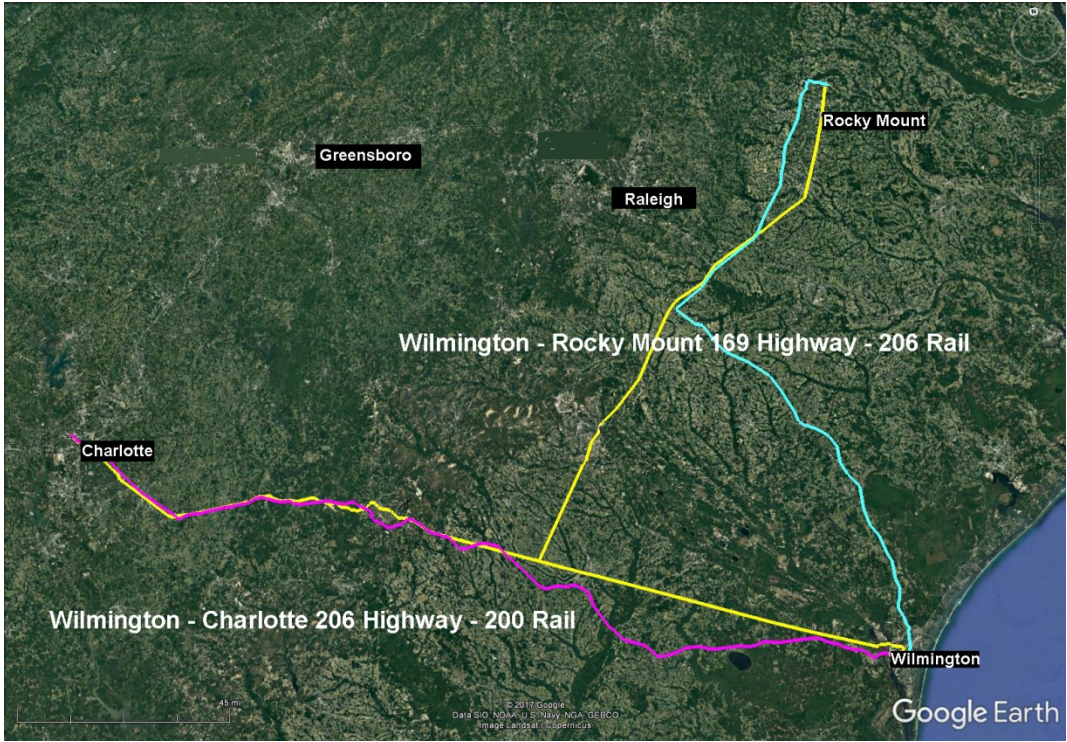 N
Rocky Mount
Greensboro
Raleigh
Wilmington - Rocky Mount 169 Highway - 206 Rail
Charlotte
Wilmington - Charlotte 206 Highway - 200 Rail
Wilmington
45 mi
© 2017 Google
Data SIO, NOAA, U.S. Navy, NGA, GEBCO
Image Landsat / Copernicus
Google Earth